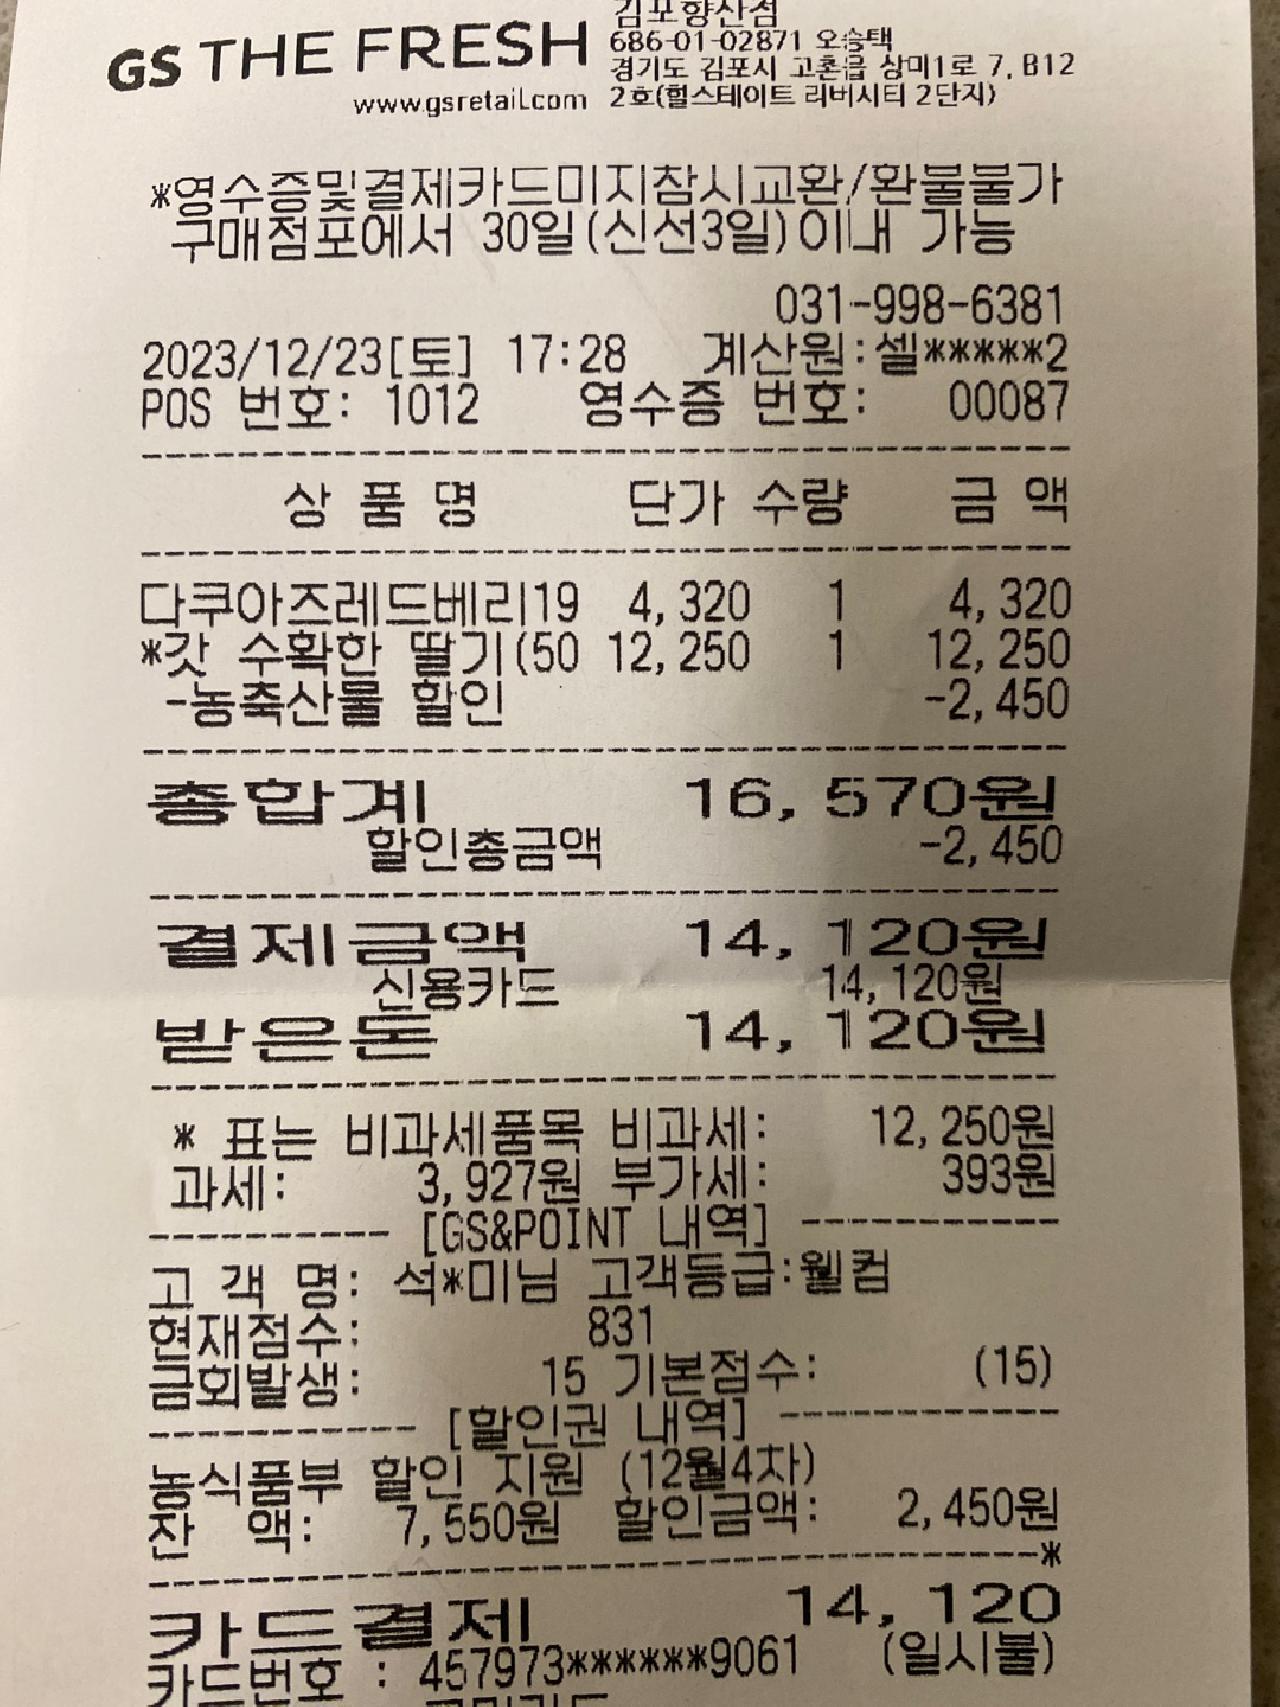 GS THE FRESH
www.gsretail.com
김포향산점
686-01-02871 오승택
경기도 김포시 고촌읍 상미1로 7, B12
2호(힐스테이트 리버시티 2단지)
*영수증및결제카드미지참시교환/환불불가
구매점포에서 30일(신선3일)이내 가능
031-998-6381
2023/12/23[토] 17:28 계산원:셀*****2
POS 번호: 1012 영수증 번호: 00087
상 품 명 단가 수량 금 액
다쿠아즈레드베리19 4,320 1 4,320
*갓 수확한 딸기(50 12,250 1 12,250
-농축산물 할인 -2,450
총합계 16,570원
할인총금액 -2,450
결제금액 14,120원
신용카드 14,120원
받은돈 14,120원
* 표는 비과세품목 비과세: 12,250원
과세: 3,927원 부가세: 393원
[GS&POINT 내역]
고 객 명: 석*미님 고객등급:웰컴
현재점수: 831
금회발생: 15 기본점수: (15)
[할인권 내역]
농식품부 할인 지원 (12월4차)
잔 액: 7,550원 할인금액: 2,450원
*
카드결제 14,120
카드번호 : 457973******9061 (일시불)